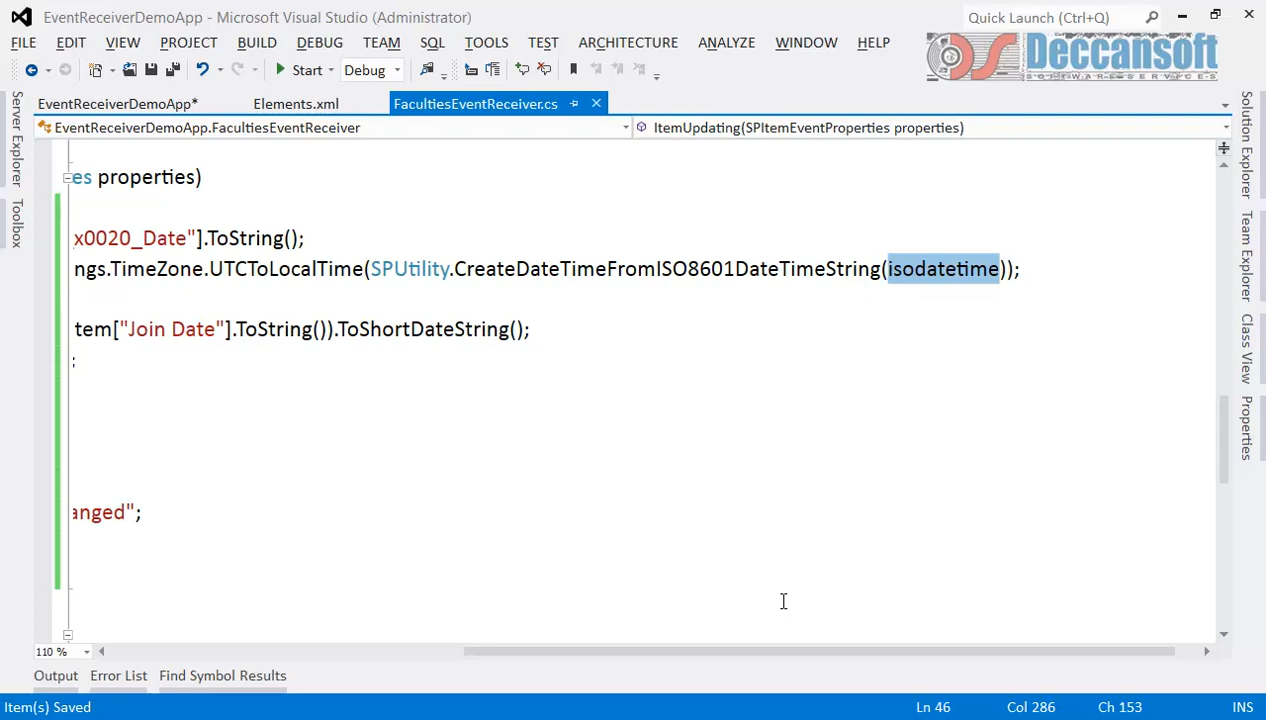 EventReceiverDemoApp - Microsoft Visual Studio (Administrator)
Quick Launch (Ctrl+Q)
FILE EDIT VIEW PROJECT BUILD DEBUG TEAM SQL TOOLS TEST ARCHITECTURE ANALYZE WINDOW HELP
DS Deccansoft
SOFTWARE SERVICES
Start Debug
EventReceiverDemoApp* Elements.xml FacultiesEventReceiver.cs
EventReceiverDemoApp.FacultiesEventReceiver ItemUpdating(SPItemEventProperties properties)
Server Explorer
Toolbox
Solution Explorer
Team Explorer
Class View
Properties
es properties)
x0020_Date"].ToString();
ngs.TimeZone.UTCToLocalTime(SPUtility.CreateDateTimeFromISO8601DateTimeString(isodatetime));
tem["Join Date"].ToString()).ToShortDateString();
;
anged";
110 %
Output Error List Find Symbol Results
Item(s) Saved Ln 46 Col 286 Ch 153 INS